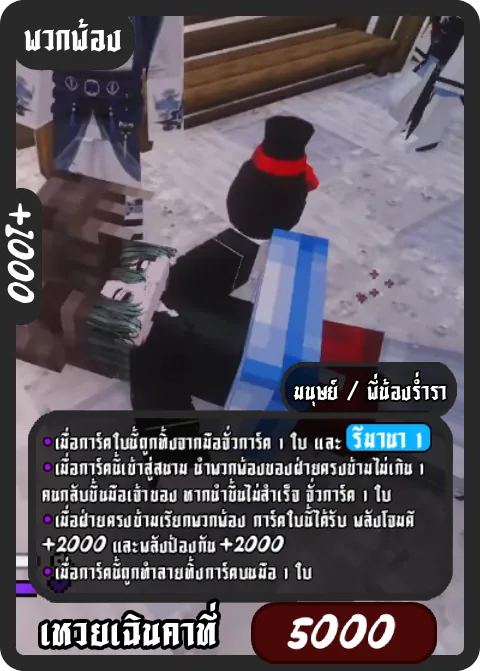 พวกพ้อง
+1000
มนุษย์ / พี่น้องร่ำรา
•เมื่อการ์ดใบนี้ถูกทิ้งจากมือจั่วการ์ด 1 ใบ และ รีมานา 1
•เมื่อการ์ดนี้เข้าสู่สนาม นำพวกพ้องของฝ่ายตรงข้ามไม่เกิน 1
คนกลับขึ้นมือเจ้าของ หากนำขึ้นไม่สำเร็จ จั่วการ์ด 1 ใบ
•เมื่อฝ่ายตรงข้ามเรียกพวกพ้อง การ์ดใบนี้ได้รับ พลังโจมตี
+2000 และพลังป้องกัน +2000
•เมื่อการ์ดนี้ถูกทำลายทิ้งการ์ดบนมือ 1 ใบ
เหวยเฉินคาที่
5000